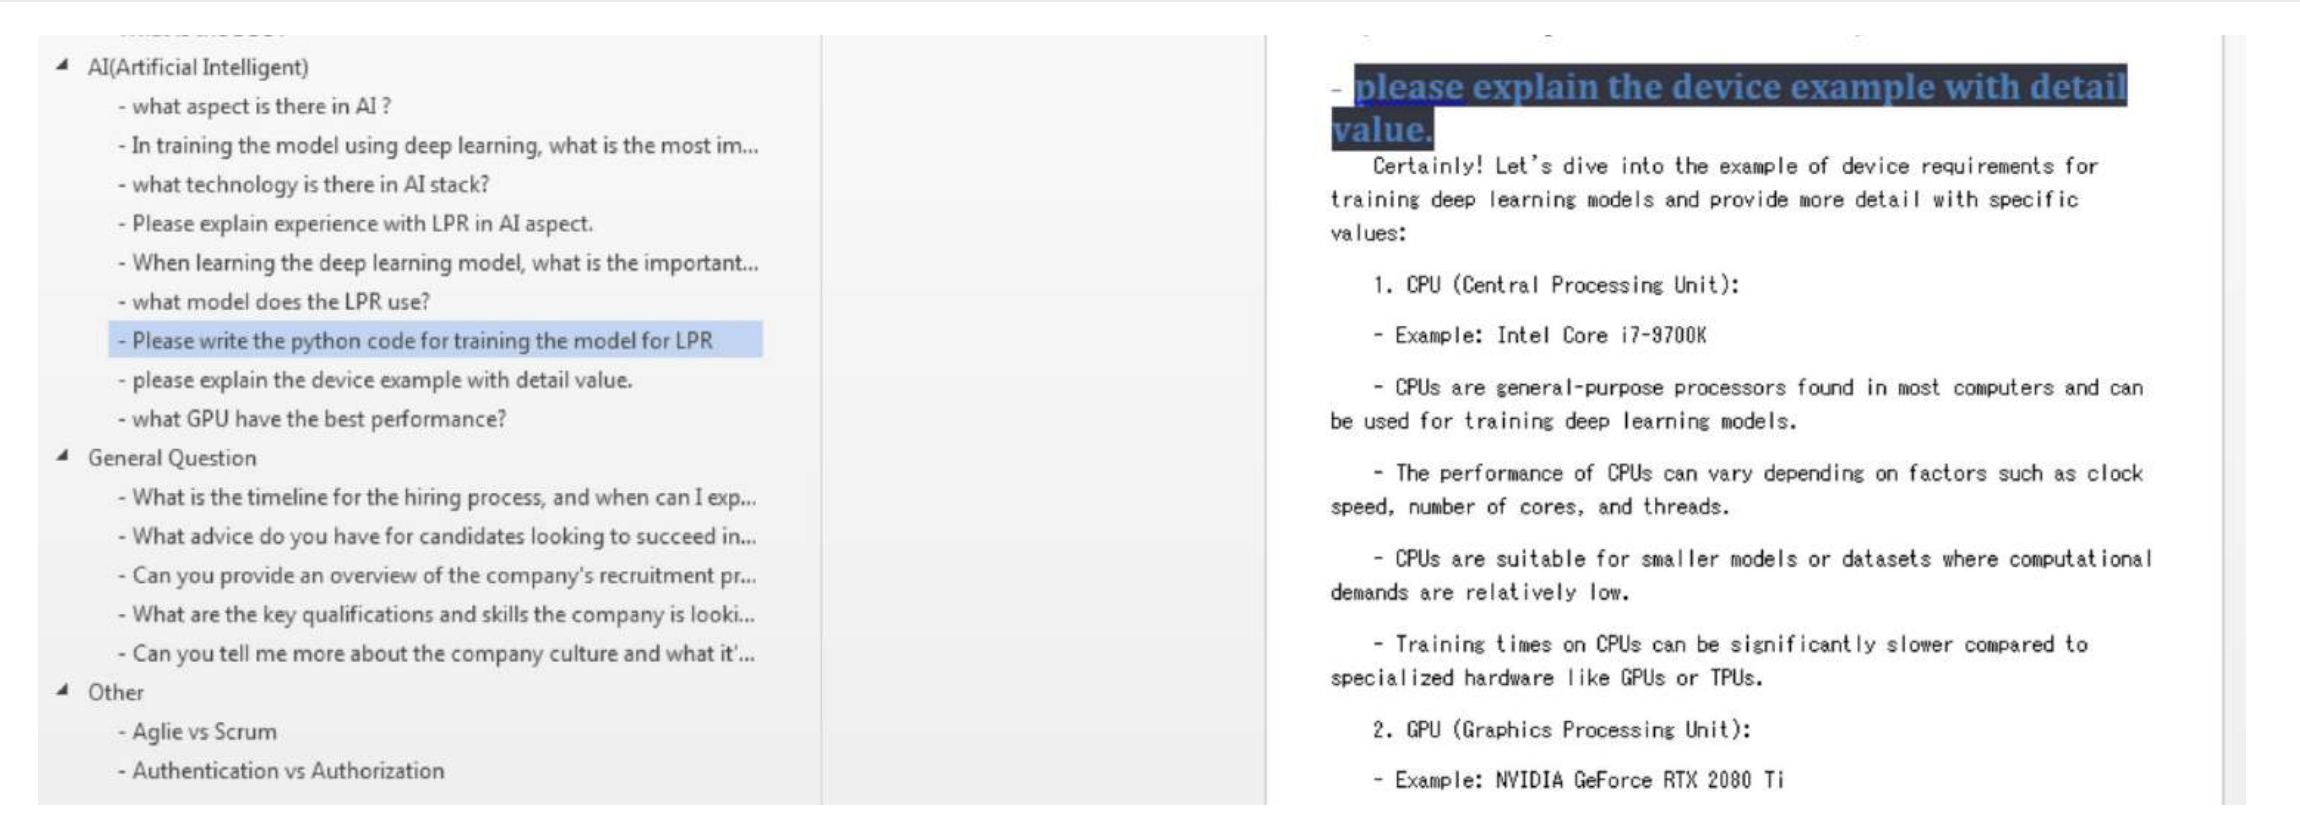 AI(Artificial Intelligent)
- what aspect is there in AI ?
- In training the model using deep learning, what is the most im...
- what technology is there in AI stack?
- Please explain experience with LPR in AI aspect.
- When learning the deep learning model, what is the important...
- what model does the LPR use?
- Please write the python code for training the model for LPR
- please explain the device example with detail value.
- what GPU have the best performance?
General Question
- What is the timeline for the hiring process, and when can I exp...
- What advice do you have for candidates looking to succeed in...
- Can you provide an overview of the company's recruitment pr...
- What are the key qualifications and skills the company is looki...
- Can you tell me more about the company culture and what it'...
Other
- Aglie vs Scrum
- Authentication vs Authorization
- please explain the device example with detail
value.
Certainly! Let's dive into the example of device requirements for
training deep learning models and provide more detail with specific
values:
1. CPU (Central Processing Unit):
- Example: Intel Core i7-9700K
- CPUs are general-purpose processors found in most computers and can
be used for training deep learning models.
- The performance of CPUs can vary depending on factors such as clock
speed, number of cores, and threads.
- CPUs are suitable for smaller models or datasets where computational
demands are relatively low.
- Training times on CPUs can be significantly slower compared to
specialized hardware like GPUs or TPUs.
2. GPU (Graphics Processing Unit):
- Example: NVIDIA GeForce RTX 2080 Ti